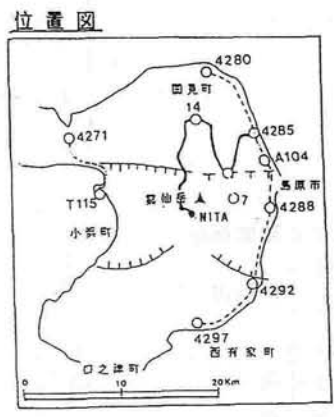 位置図
4280
国見町
14
4271
4285
A104
島原市
T115
雲仙岳
7
4288
NITA
小浜町
4292
4297
西有家町
口之津町
0
10
20Km